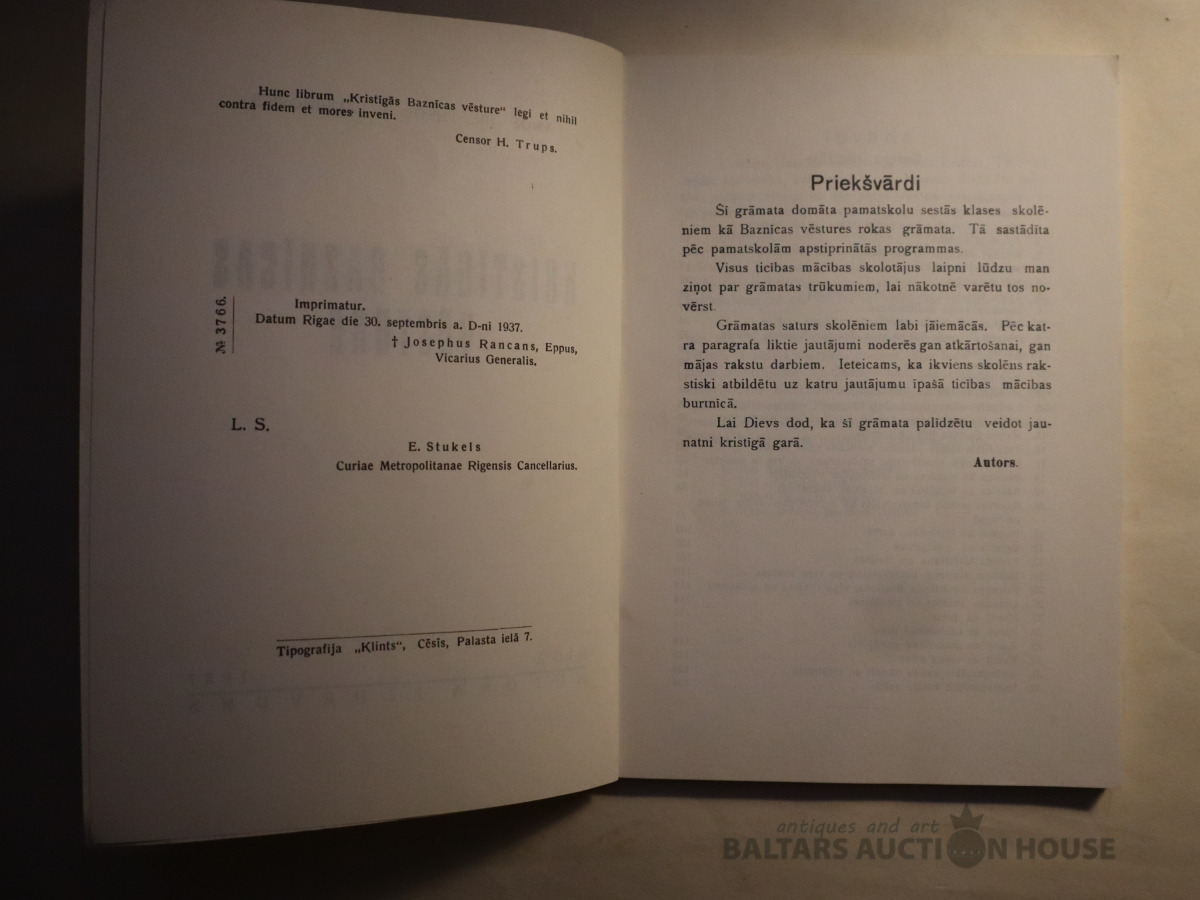 Hunc librum „Kristīgās Baznīcas vēsture“ legi et nihil
contra fidem et mores inveni.
Censor H. Trups.
№ 3766.
Imprimatur.
Datum Rigae die 30. septembris a. D-ni 1937.
† Josephus Rancans, Eppus,
Vicarius Generalis.
L. S.
E. Stukels
Curiae Metropolitanae Rigensis Cancellarius.
Tipografija „Klints“, Cēsīs, Palasta ielā 7.
Priekšvārdi
Šī grāmata domāta pamatskolu sestās klases skolē-
niem kā Baznīcas vēstures rokas grāmata. Tā sastādīta
pēc pamatskolām apstiprinātās programmas.
Visus ticības mācības skolotājus laipni lūdzu man
ziņot par grāmatas trūkumiem, lai nākotnē varētu tos no-
vērst.
Grāmatas saturs skolēniem labi jāiemācās. Pēc kat-
ra paragrafa liktie jautājumi noderēs gan atkārtošanai, gan
mājas rakstu darbiem. Ieteicams, ka ikviens skolēns rak-
stiski atbildētu uz katru jautājumu īpašā ticības mācības
burtnīcā.
Lai Dievs dod, ka šī grāmata palīdzētu veidot jau-
natni kristīgā garā.
Autors.
antiques and art
BALTARS AUCTION HOUSE